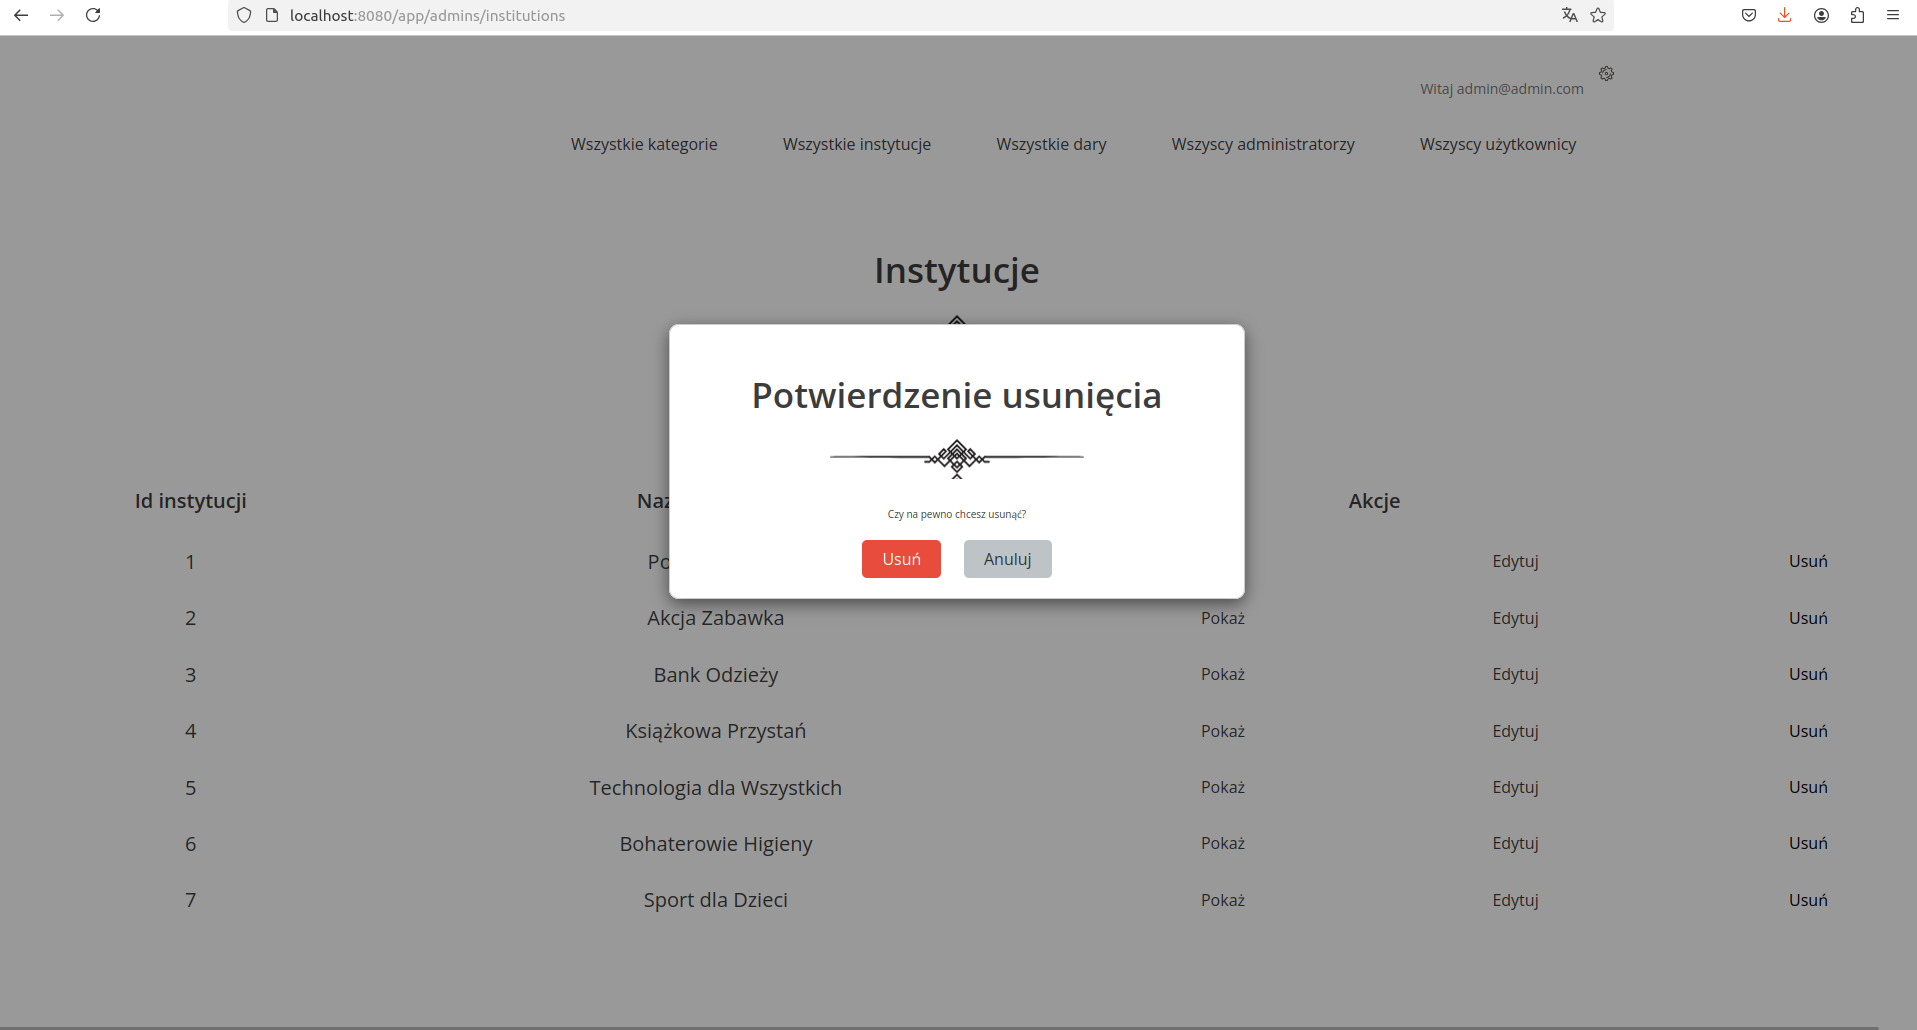 localhost:8080/app/admins/institutions
Witaj admin@admin.com
Wszystkie kategorie Wszystkie instytucje Wszystkie dary Wszyscy administratorzy Wszyscy użytkownicy
Instytucje
Potwierdzenie usunięcia
Czy na pewno chcesz usunąć?
Usuń Anuluj
Id instytucji Akcje
1 Edytuj Usuń
2 Akcja Zabawka Pokaż Edytuj Usuń
3 Bank Odzieży Pokaż Edytuj Usuń
4 Książkowa Przystań Pokaż Edytuj Usuń
5 Technologia dla Wszystkich Pokaż Edytuj Usuń
6 Bohaterowie Higieny Pokaż Edytuj Usuń
7 Sport dla Dzieci Pokaż Edytuj Usuń